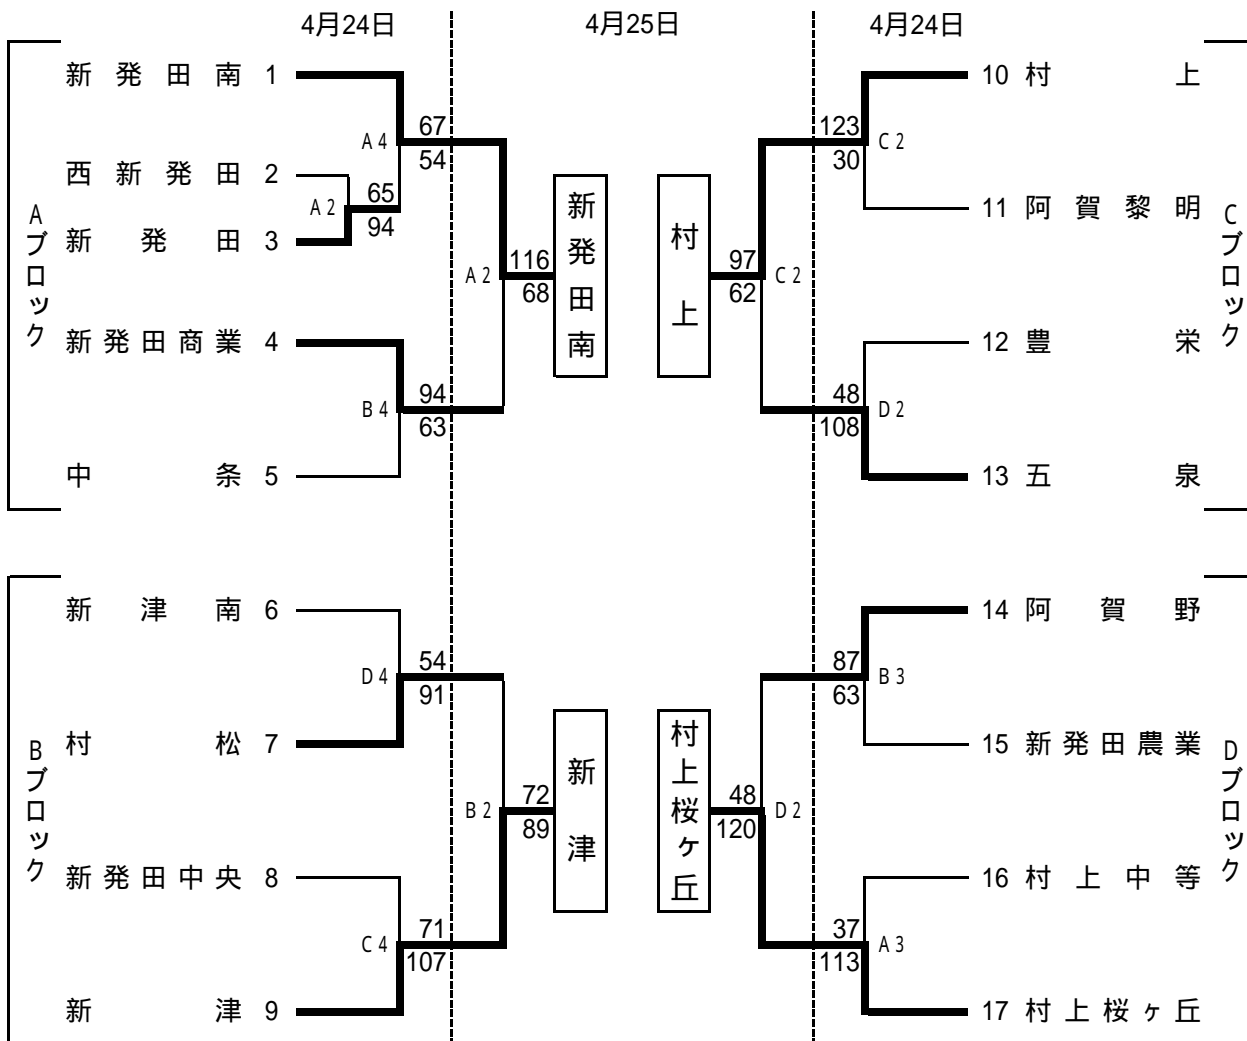 4月24日
4月25日
4月24日
Aブロック
新発田南 1
西新発田 2
新発田 3
新発田商業 4
中条 5
A4
67
54
A2
65
94
B4
94
63
A2
116
68
新発田南
Bブロック
新津南 6
村松 7
新発田中央 8
新津 9
D4
54
91
C4
71
107
B2
72
89
新津
Cブロック
10 村上
11 阿賀黎明
12 豊栄
13 五泉
123
30
C2
48
108
D2
97
62
C2
村上
Dブロック
14 阿賀野
15 新発田農業
16 村上中等
17 村上桜ヶ丘
87
63
B3
37
113
A3
48
120
D2
村上桜ヶ丘